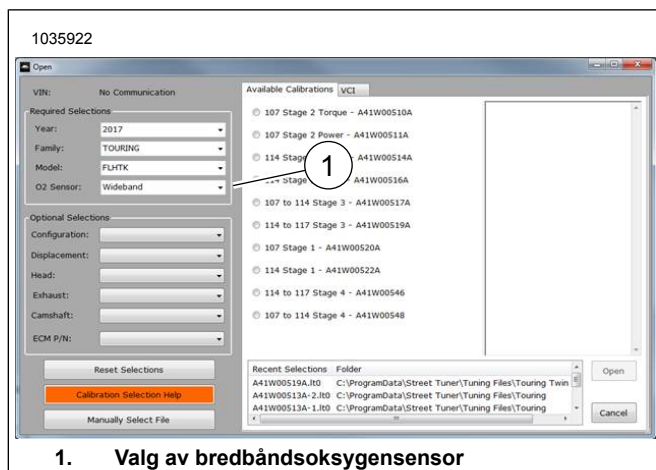 1035922
Open
VIN: No Communication
Required Selections
Year: 2017
Family: TOURING
Model: FLHTK
O2 Sensor: Wideband
Optional Selections
Configuration:
Displacement:
Head:
Exhaust:
Camshaft:
ECM P/N:
Reset Selections
Calibration Selection Help
Manually Select File
Available Calibrations VCI
107 Stage 2 Torque - A41W00510A
107 Stage 2 Power - A41W00511A
114 Stage - A41W00514A
Stage A41W00516A
107 to 114 Stage 3 - A41W00517A
114 to 117 Stage 3 - A41W00519A
107 Stage 1 - A41W00520A
114 Stage 1 - A41W00522A
114 to 117 Stage 4 - A41W00546
107 to 114 Stage 4 - A41W00548
1
Recent Selections Folder
A41W00519A.lt0 C:\ProgramData\Street Tuner\Tuning Files\Touring Twin
A41W00513A-2.lt0 C:\ProgramData\Street Tuner\Tuning Files\Touring
A41W00513A-1.lt0 C:\ProgramData\Street Tuner\Tuning Files\Touring
Open
Cancel
1. Valg av bredbåndsoksygensensor